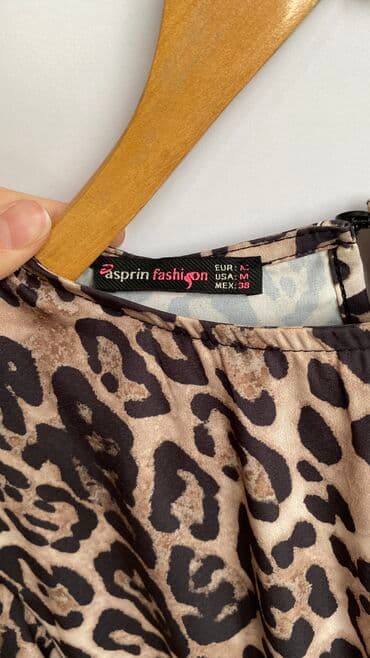 asprin fashion
EUR: M
USA: M
MEX: 38